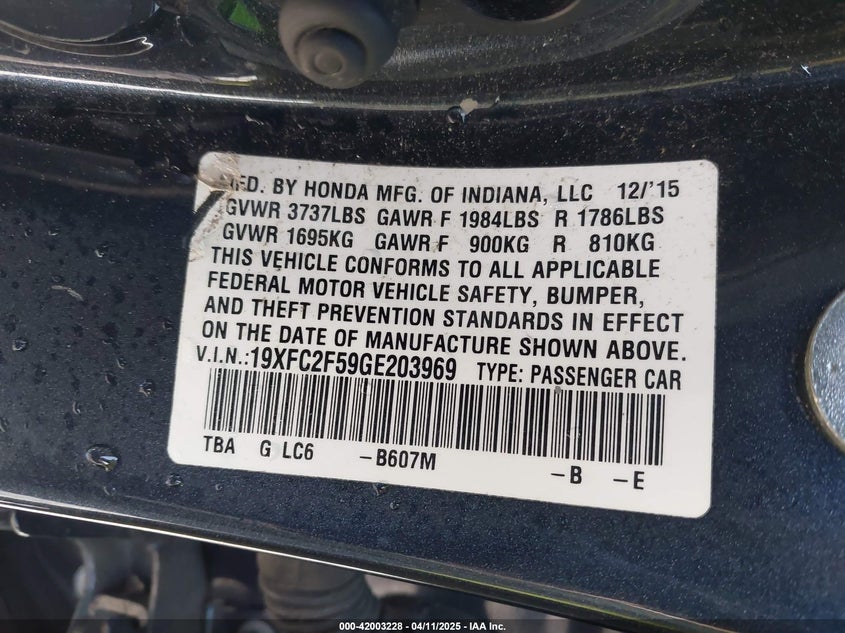 MFD. BY HONDA MFG. OF INDIANA, LLC 12/'15
GVWR 3737LBS GAWR F 1984LBS R 1786LBS
GVWR 1695KG GAWR F 900KG R 810KG
THIS VEHICLE CONFORMS TO ALL APPLICABLE
FEDERAL MOTOR VEHICLE SAFETY, BUMPER,
AND THEFT PREVENTION STANDARDS IN EFFECT
ON THE DATE OF MANUFACTURE SHOWN ABOVE.
V.I.N.:19XFC2F59GE203969 TYPE: PASSENGER CAR
TBA G LC6 -B607M -B -E
000-42003228 - 04/11/2025 - IAA Inc.